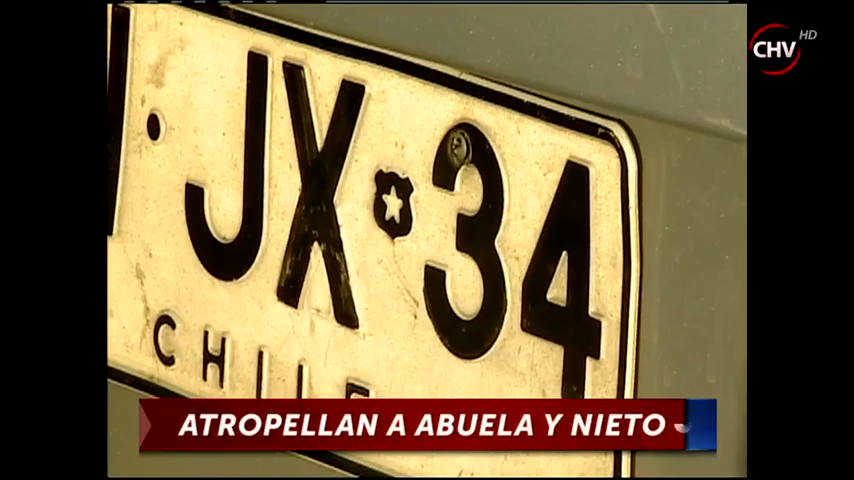 CHV HD
· JX 34
CHILE
ATROPELLAN A ABUELA Y NIETO